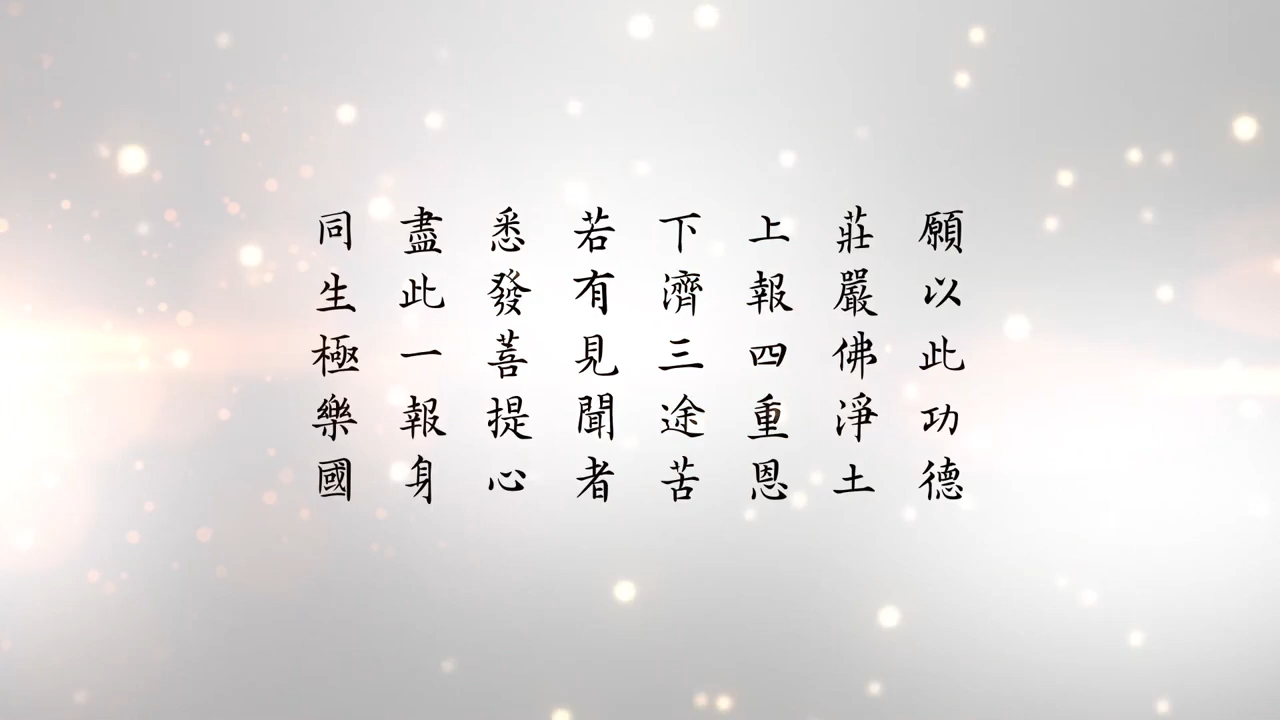 願以此功德
莊嚴佛淨土
上報四重恩
下濟三途苦
若有見聞者
悉發菩提心
盡此一報身
同生極樂國